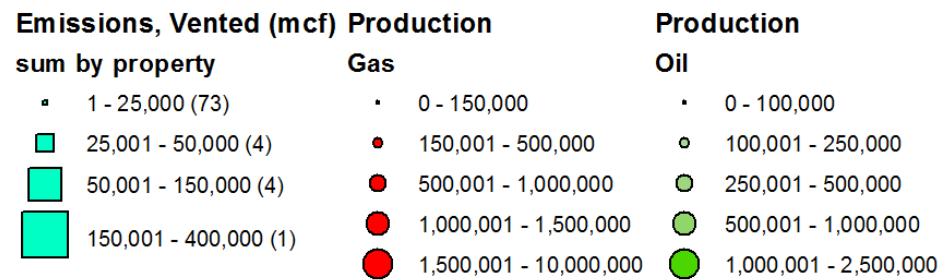 Emissions, Vented (mcf)
sum by property
1 - 25,000 (73)
25,001 - 50,000 (4)
50,001 - 150,000 (4)
150,001 - 400,000 (1)
Production
Gas
0 - 150,000
150,001 - 500,000
500,001 - 1,000,000
1,000,001 - 1,500,000
1,500,001 - 10,000,000
Production
Oil
0 - 100,000
100,001 - 250,000
250,001 - 500,000
500,001 - 1,000,000
1,000,001 - 2,500,000